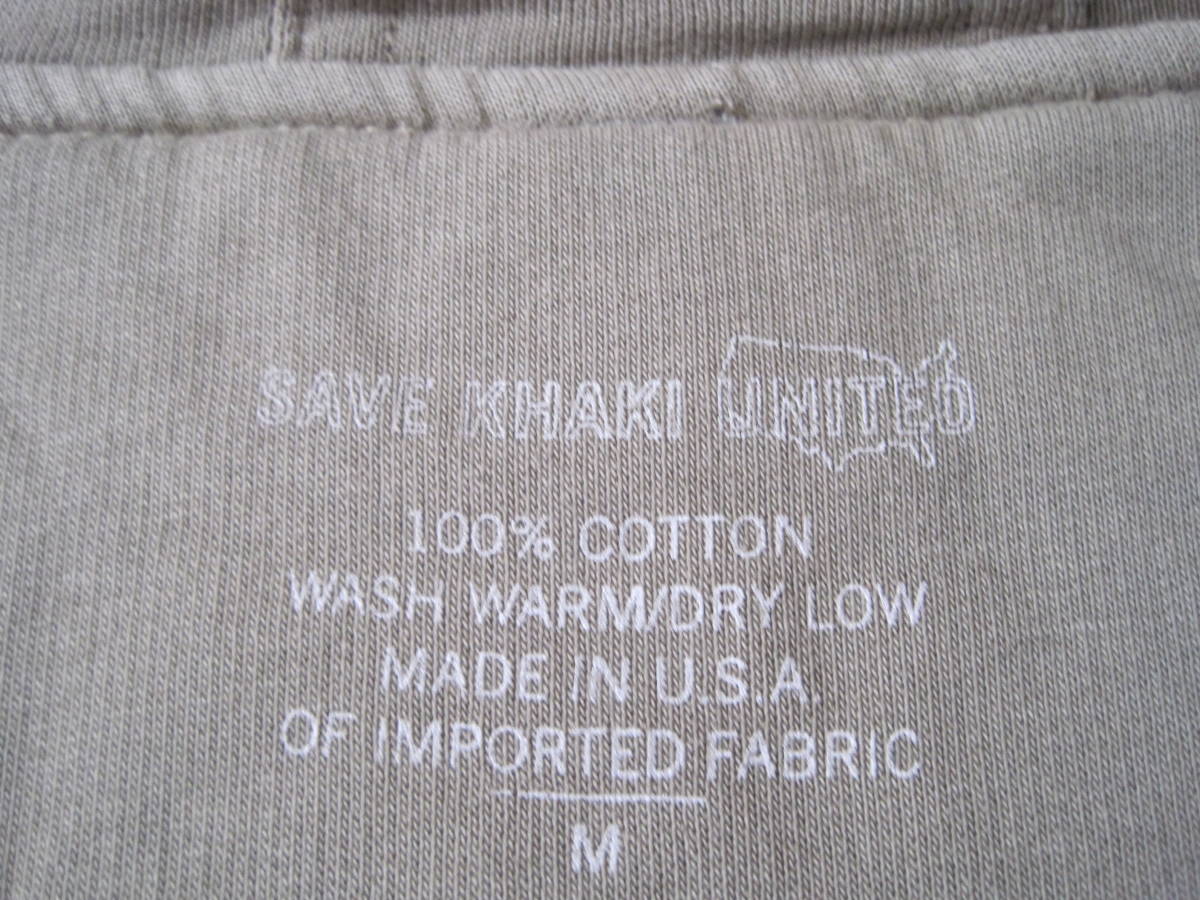 SAVE KHAKI UNITED
100% COTTON
WASH WARM/DRY LOW
MADE IN U.S.A.
OF IMPORTED FABRIC
M